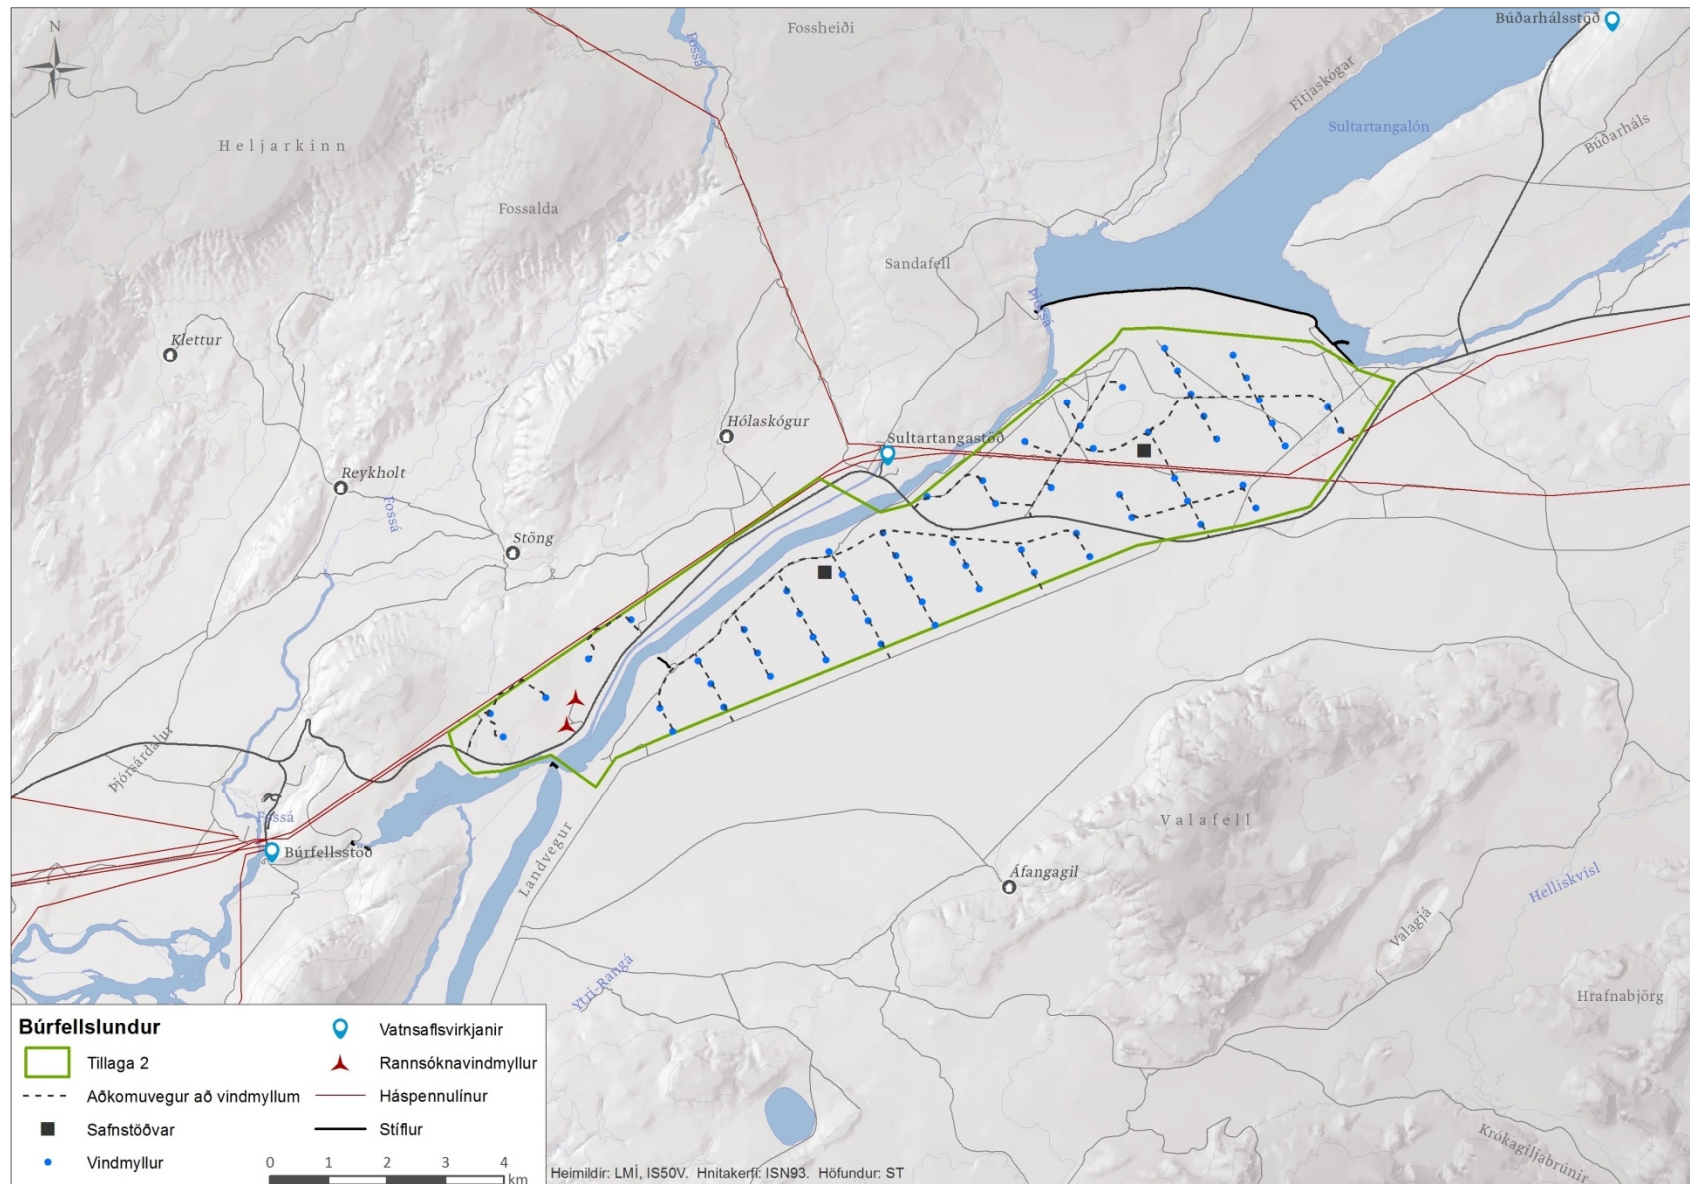 N
Fossheiði
Búðarhálsstöð
Fossá
Fitjaskógar
Sultartangalón
Búðarháls
Heljarkinn
Fossalda
Sandafell
Þjórsá
Klettur
Hólaskógur
Sultartangastöð
Reykholt
Fossá
Stöng
Þjórsárdalur
Fossá
Búrfellsstöð
Landvegur
Valafell
Áfangagil
Helliskvísl
Valagjá
Ytri-Rangá
Hrafnabjörg
Krókagiljabrúnir
Búrfellslundur
Tillaga 2
Aðkomuvegur að vindmyllum
Safnstöðvar
Vindmyllur
Vatnsaflsvirkjanir
Rannsóknavindmyllur
Háspennulínur
Stíflur
0 1 2 3 4
km
Heimildir: LMÍ, IS50V. Hnitakerfi: ISN93. Höfundur: ST